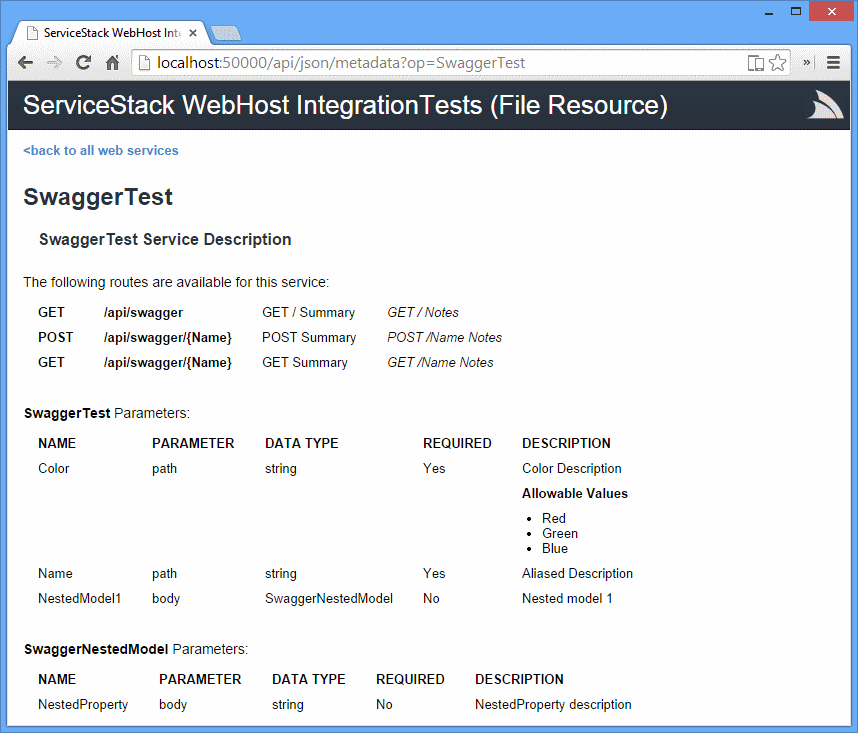 ServiceStack WebHost Int
localhost:50000/api/json/metadata?op=SwaggerTest
ServiceStack WebHost IntegrationTests (File Resource)
<back to all web services
SwaggerTest
SwaggerTest Service Description
The following routes are available for this service:
GET /api/swagger GET / Summary GET / Notes
POST /api/swagger/{Name} POST Summary POST /Name Notes
GET /api/swagger/{Name} GET Summary GET /Name Notes
SwaggerTest Parameters:
NAME PARAMETER DATA TYPE REQUIRED DESCRIPTION
Color path string Yes Color Description
Allowable Values
• Red
• Green
• Blue
Name path string Yes Aliased Description
NestedModel1 body SwaggerNestedModel No Nested model 1
SwaggerNestedModel Parameters:
NAME PARAMETER DATA TYPE REQUIRED DESCRIPTION
NestedProperty body string No NestedProperty description